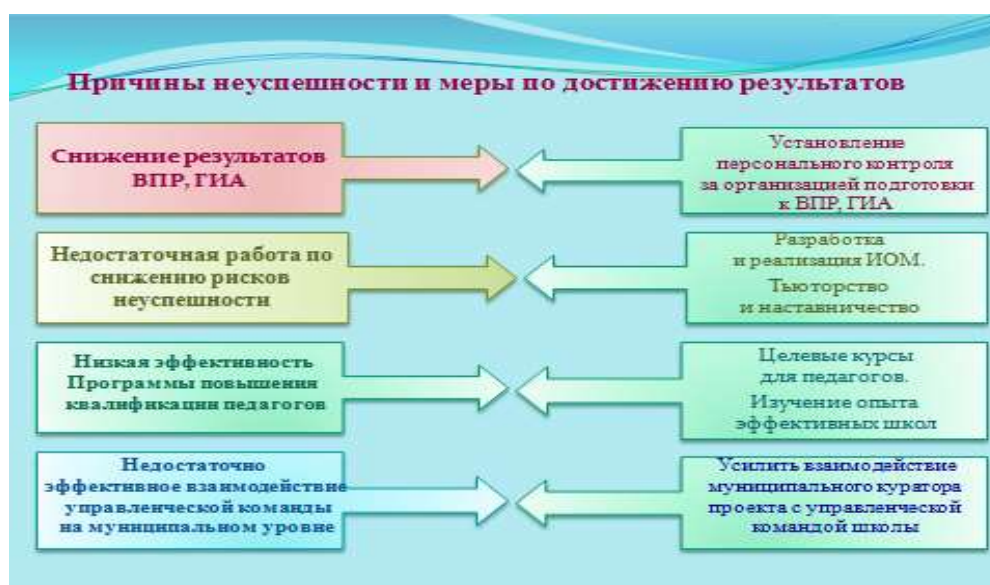 Причины неуспешности и меры по достижению результатов
Снижение результатов
ВПР, ГИА
Установление
персонального контроля
за организацией подготовки
к ВПР, ГИА
Недостаточная работа по
снижению рисков
неуспешности
Разработка
и реализация ИОМ.
Тьюторство
и наставничество
Низкая эффективность
Программы повышения
квалификации педагогов
Целевые курсы
для педагогов.
Изучение опыта
эффективных школ
Недостаточно
эффективное взаимодействие
управленческой команды
на муниципальном уровне
Усилить взаимодействие
муниципального куратора
проекта с управленческой
командой школы